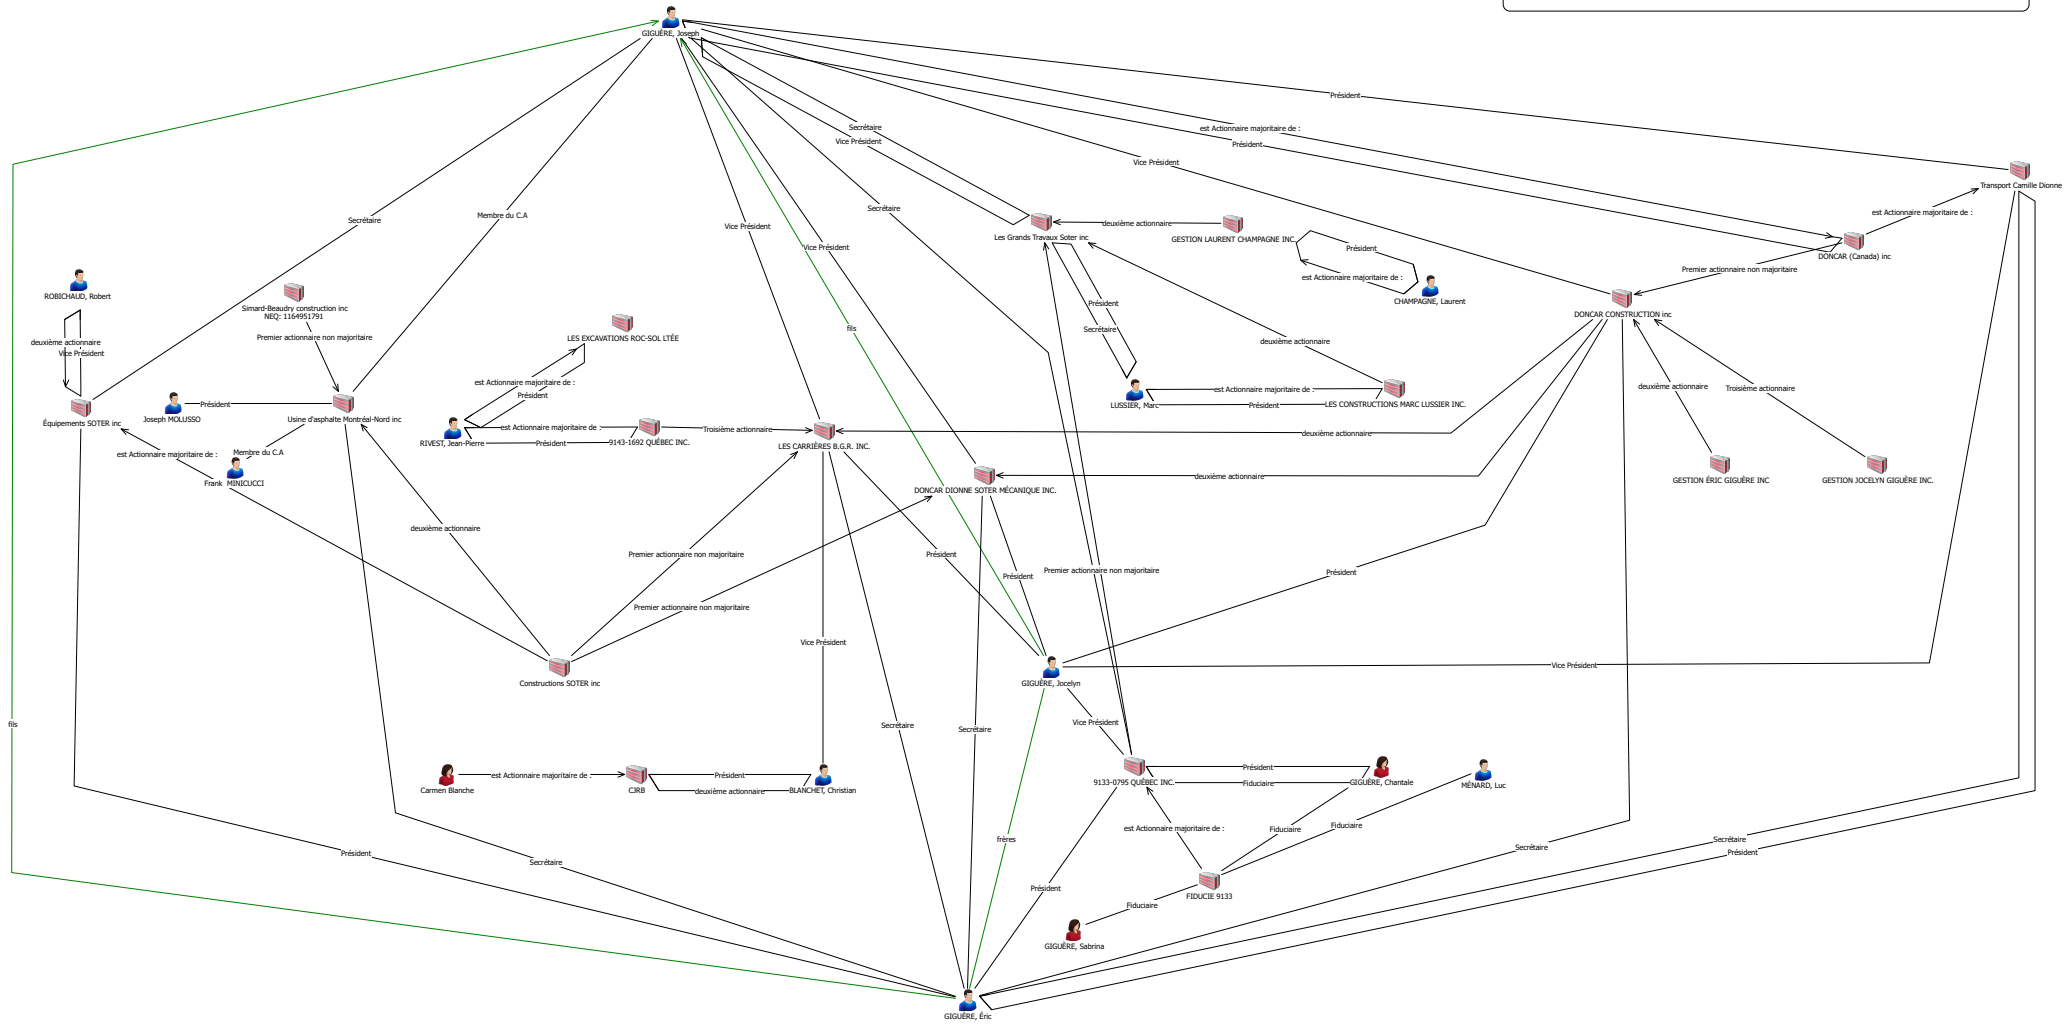 GIGUÈRE, Joseph
Président
Secrétaire
est Actionnaire majoritaire de :
Vice Président
Président
Vice Président
Transport Camille Dionne
Secrétaire
Membre du C.A
Vice Président
Secrétaire
est Actionnaire majoritaire de :
deuxième actionnaire
Les Grands Travaux Soter inc
GESTION LAURENT CHAMPAGNE INC.
Vice Président
Président
DONCAR (Canada) inc
Premier actionnaire non majoritaire
est Actionnaire majoritaire de :
CHAMPAGNE, Laurent
ROBICHAUD, Robert
Simard-Beaudry construction inc
NEQ: 1164951791
Président
DONCAR CONSTRUCTION inc
fils
Secrétaire
Premier actionnaire non majoritaire
LES EXCAVATIONS ROC-SOL LTÉE
deuxième actionnaire
deuxième actionnaire
Vice Président
est Actionnaire majoritaire de :
Président
deuxième actionnaire
Troisième actionnaire
est Actionnaire majoritaire de :
LUSSIER, Marc
Président
LES CONSTRUCTIONS MARC LUSSIER INC.
Président
Joseph MOLUSSO
Usine d'asphalte Montréal-Nord inc
Équipements SOTER inc
est Actionnaire majoritaire de :
Troisième actionnaire
deuxième actionnaire
RIVEST, Jean-Pierre
Président
9143-1692 QUÉBEC INC.
LES CARRIÈRES B.G.R. INC.
est Actionnaire majoritaire de :
Membre du C.A
Frank MINICUCCI
deuxième actionnaire
GESTION ÉRIC GIGUÈRE INC
GESTION JOCELYN GIGUÈRE INC.
DONCAR DIONNE SOTER MÉCANIQUE INC.
deuxième actionnaire
Premier actionnaire non majoritaire
Président
Premier actionnaire non majoritaire
Président
Président
Premier actionnaire non majoritaire
Vice Président
Vice Président
Constructions SOTER inc
GIGUÈRE, Jocelyn
fils
Secrétaire
Secrétaire
Vice Président
est Actionnaire majoritaire de :
Président
Président
Carmen Blanche
CJRB
deuxième actionnaire
BLANCHET, Christian
9133-0795 QUÉBEC INC.
Fiduciaire
GIGUÈRE, Chantale
MÉNARD, Luc
est Actionnaire majoritaire de :
Fiduciaire
Fiduciaire
frères
Secrétaire
Secrétaire
Président
Président
Secrétaire
Président
FIDUCIE 9133
Fiduciaire
GIGUÈRE, Sabrina
GIGUÈRE, Éric